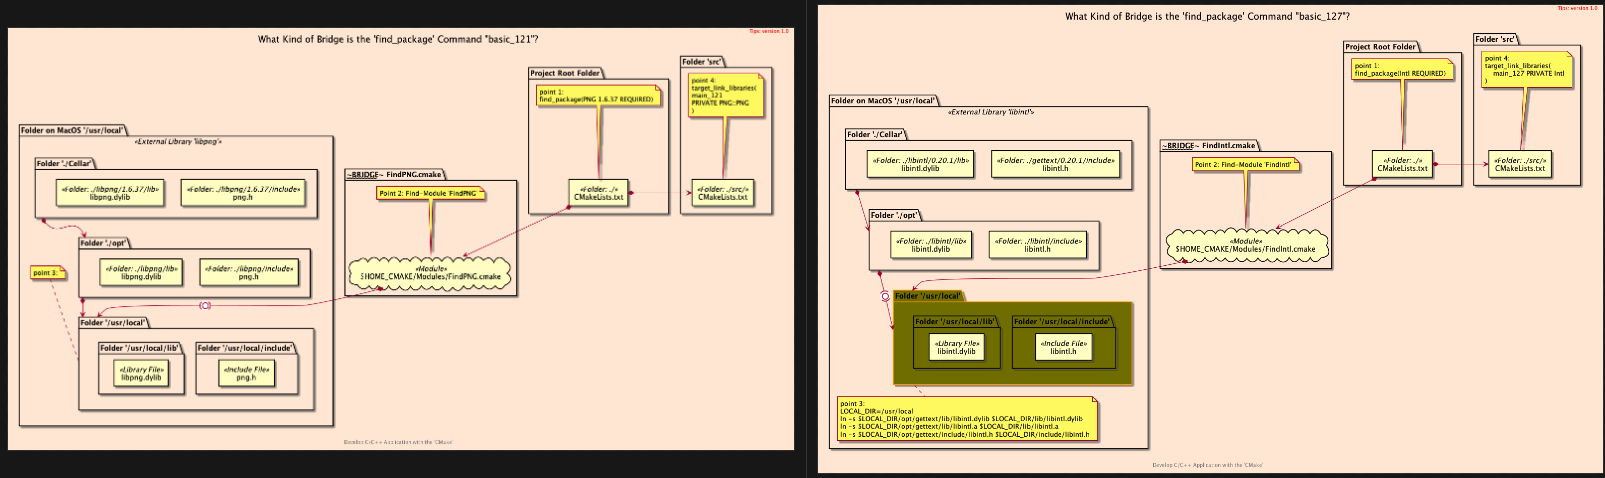 Tips: version 1.0
What Kind of Bridge is the 'find_package' Command "basic_121"?
Folder 'src'
point 4:
target_link_libraries(
main_121
PRIVATE PNG::PNG
)
Project Root Folder
point 1:
find_package(PNG 1.6.37 REQUIRED)
«Folder: ./»
CMakeLists.txt
«Folder: ./src/»
CMakeLists.txt
Folder on MacOS '/usr/local'
«External Library 'libpng'»
Folder './Cellar'
«Folder: ./libpng/1.6.37/lib»
libpng.dylib
«Folder: ./libpng/1.6.37/include»
png.h
~BRIDGE~ FindPNG.cmake
Point 2: Find-Module 'FindPNG'
«Module»
$HOME_CMAKE/Modules/FindPNG.cmake
Folder './opt'
«Folder: ./libpng/lib»
libpng.dylib
«Folder: ./libpng/include»
png.h
point 3:
Folder '/usr/local'
Folder '/usr/local/lib'
«Library File»
libpng.dylib
Folder '/usr/local/include'
«Include File»
png.h
Develop C/C++ Application with the 'CMake'
Tips: version 1.0
What Kind of Bridge is the 'find_package' Command "basic_127"?
Folder 'src'
point 4:
target_link_libraries(
main_127 PRIVATE Intl
)
Project Root Folder
point 1:
find_package(Intl REQUIRED)
«Folder: ./»
CMakeLists.txt
«Folder: ./src/»
CMakeLists.txt
Folder on MacOS '/usr/local'
«External Library 'libintl'»
Folder './Cellar'
«Folder: ./libintl/0.20.1/lib»
libintl.dylib
«Folder: ./gettext/0.20.1/include»
libintl.h
~BRIDGE~ FindIntl.cmake
Point 2: Find-Module 'FindIntl'
«Module»
$HOME_CMAKE/Modules/FindIntl.cmake
Folder './opt'
«Folder: ./libintl/lib»
libintl.dylib
«Folder: ./libintl/include»
libintl.h
Folder '/usr/local'
Folder '/usr/local/lib'
«Library File»
libintl.dylib
Folder '/usr/local/include'
«Include File»
libintl.h
point 3:
LOCAL_DIR=/usr/local
ln -s $LOCAL_DIR/opt/gettext/lib/libintl.dylib $LOCAL_DIR/lib/libintl.dylib
ln -s $LOCAL_DIR/opt/gettext/lib/libintl.a $LOCAL_DIR/lib/libintl.a
ln -s $LOCAL_DIR/opt/gettext/include/libintl.h $LOCAL_DIR/include/libintl.h
Develop C/C++ Application with the 'CMake'